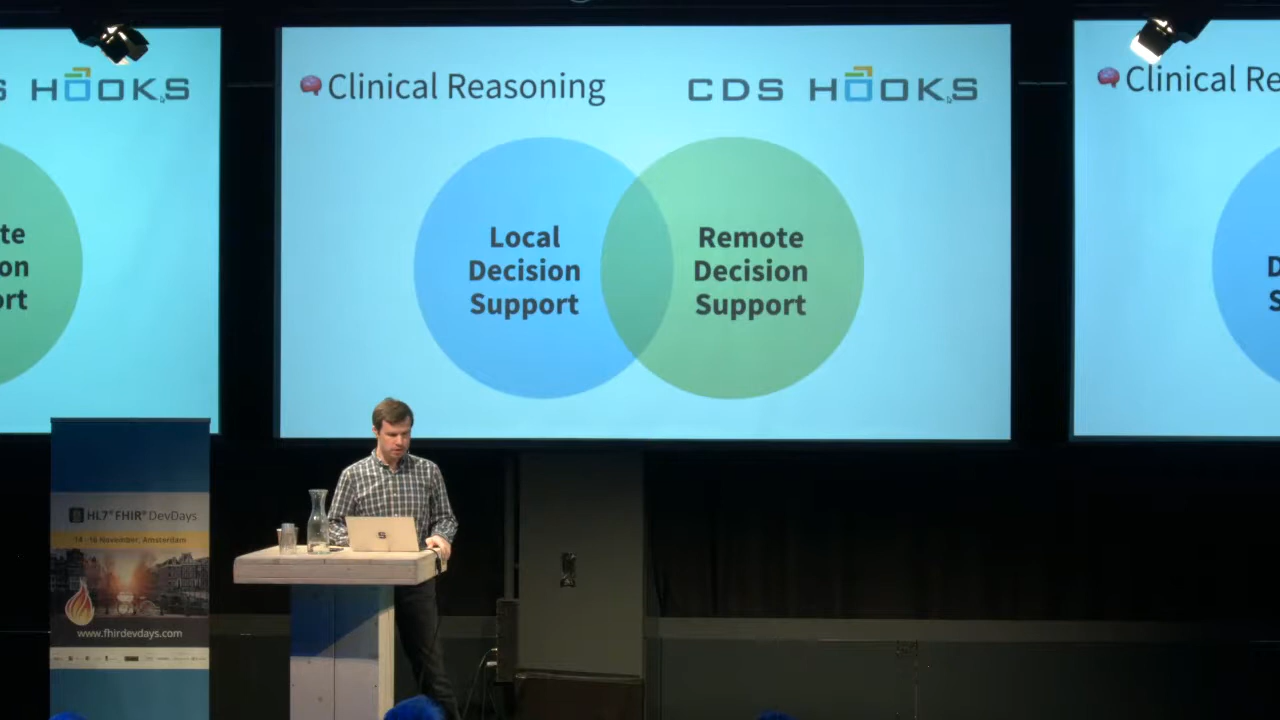 S HOOKS
te
on
ort
Clinical Reasoning
CDS HOOKS
Local
Decision
Support
Remote
Decision
Support
Clinical Re
D
S
HL7® FHIR® DevDays
14 - 16 November, Amsterdam
www.fhirdevdays.com
S